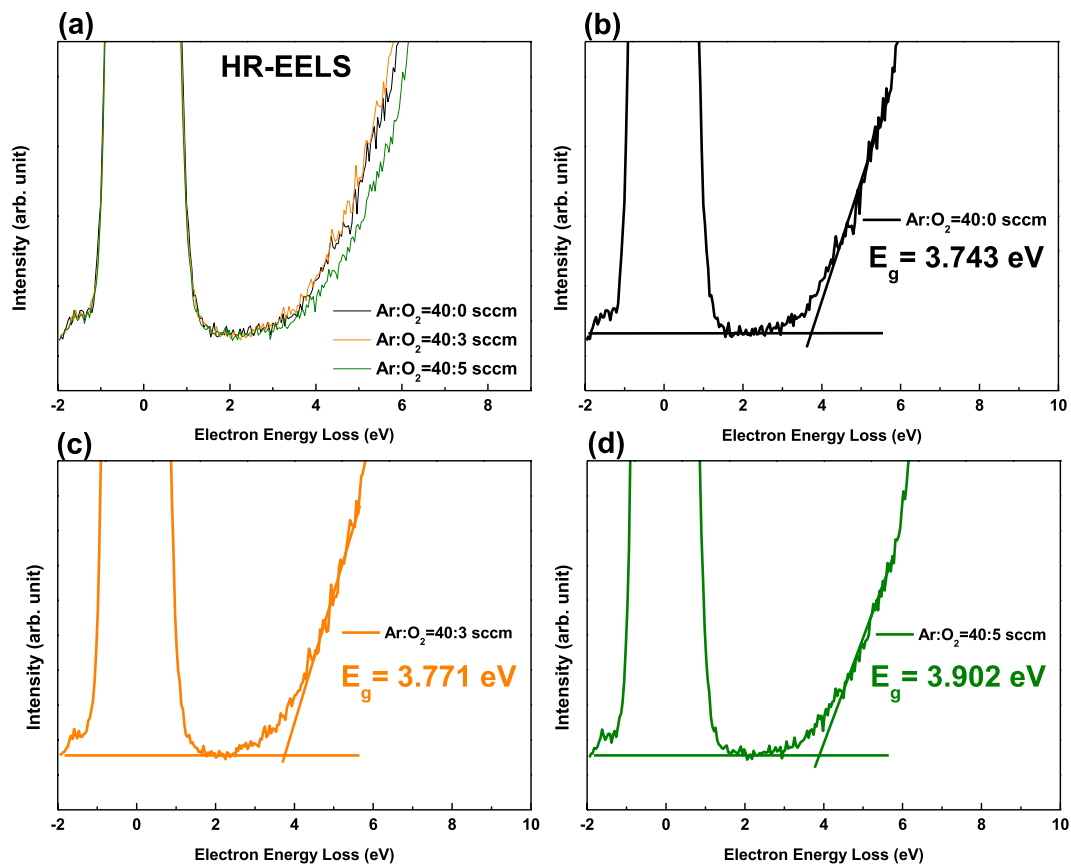 (a)
HR-EELS
Intensity (arb. unit)
Ar:O2=40:0 sccm
Ar:O2=40:3 sccm
Ar:O2=40:5 sccm
-2 0 2 4 6 8
Electron Energy Loss (eV)
(b)
Intensity (arb. unit)
Ar:O2=40:0 sccm
Eg= 3.743 eV
-2 0 2 4 6 8 10
Electron Energy Loss (eV)
(c)
Intensity (arb. unit)
Ar:O2=40:3 sccm
Eg= 3.771 eV
-2 0 2 4 6 8 10
Electron Energy Loss (eV)
(d)
Intensity (arb. unit)
Ar:O2=40:5 sccm
Eg= 3.902 eV
-2 0 2 4 6 8 10
Electron Energy Loss (eV)